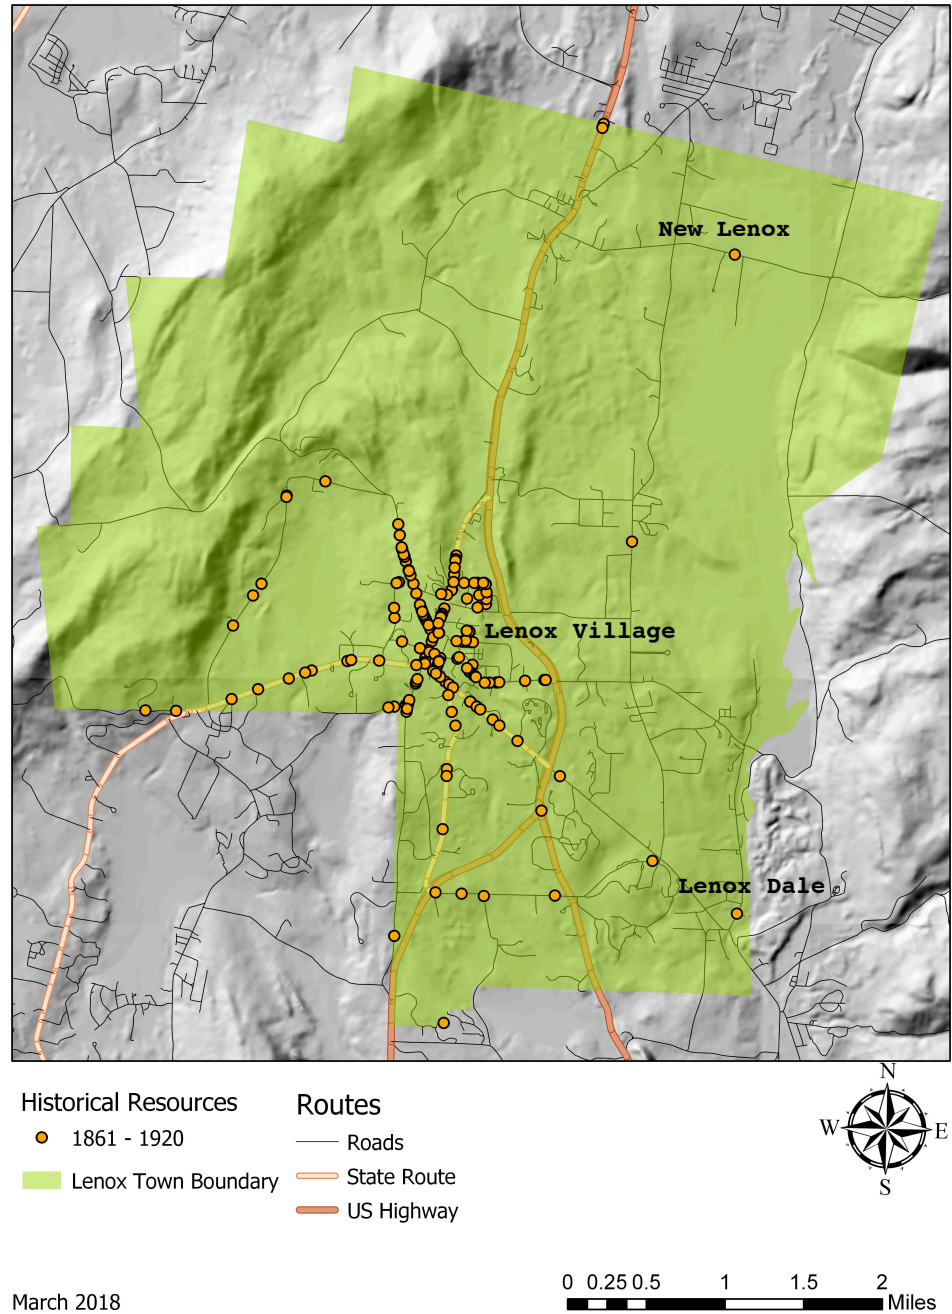 New Lenox
Lenox Village
Lenox Dale
N
W E
S
Historical Resources
1861 - 1920
Lenox Town Boundary
Routes
Roads
State Route
US Highway
0 0.25 0.5 1 1.5 2
Miles
March 2018